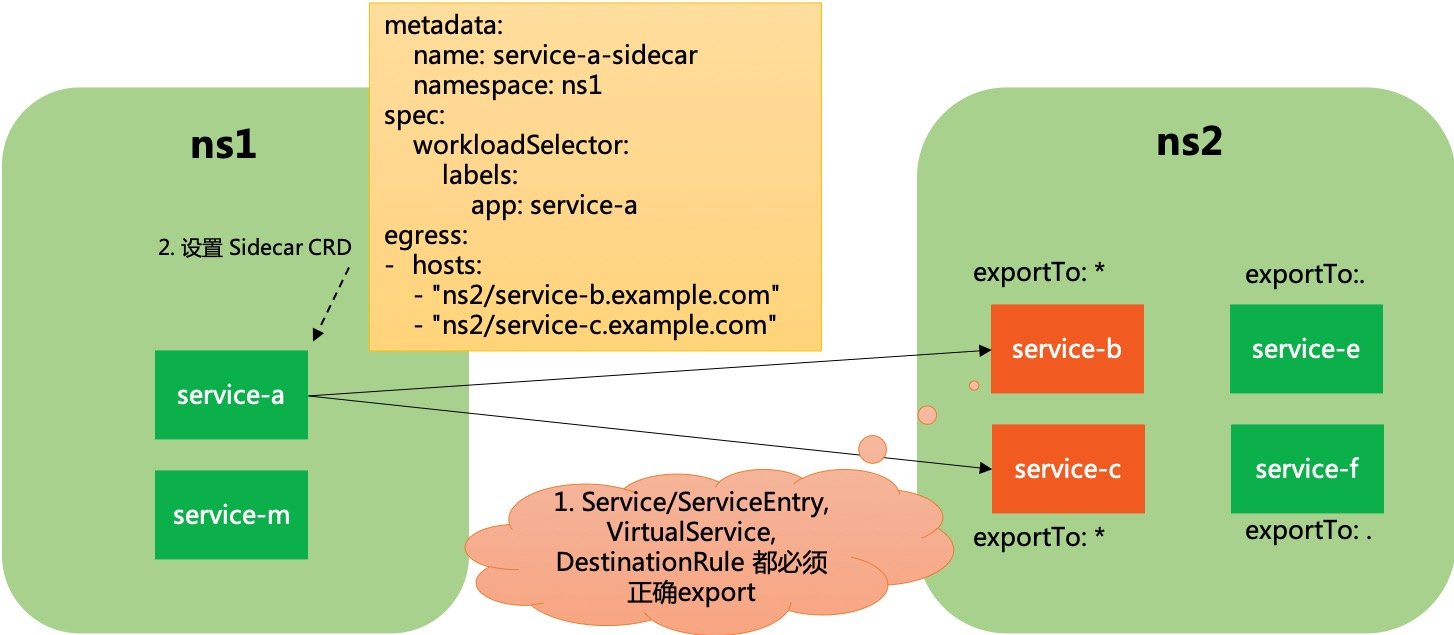 metadata:
name: service-a-sidecar
namespace: ns1
spec:
workloadSelector:
labels:
app: service-a
egress:
- hosts:
- "ns2/service-b.example.com"
- "ns2/service-c.example.com"
ns1
2. 设置 Sidecar CRD
service-a
service-m
ns2
exportTo: *
service-b
exportTo:.
service-e
service-c
exportTo: *
service-f
exportTo: .
1. Service/ServiceEntry,
VirtualService,
DestinationRule 都必须
正确export